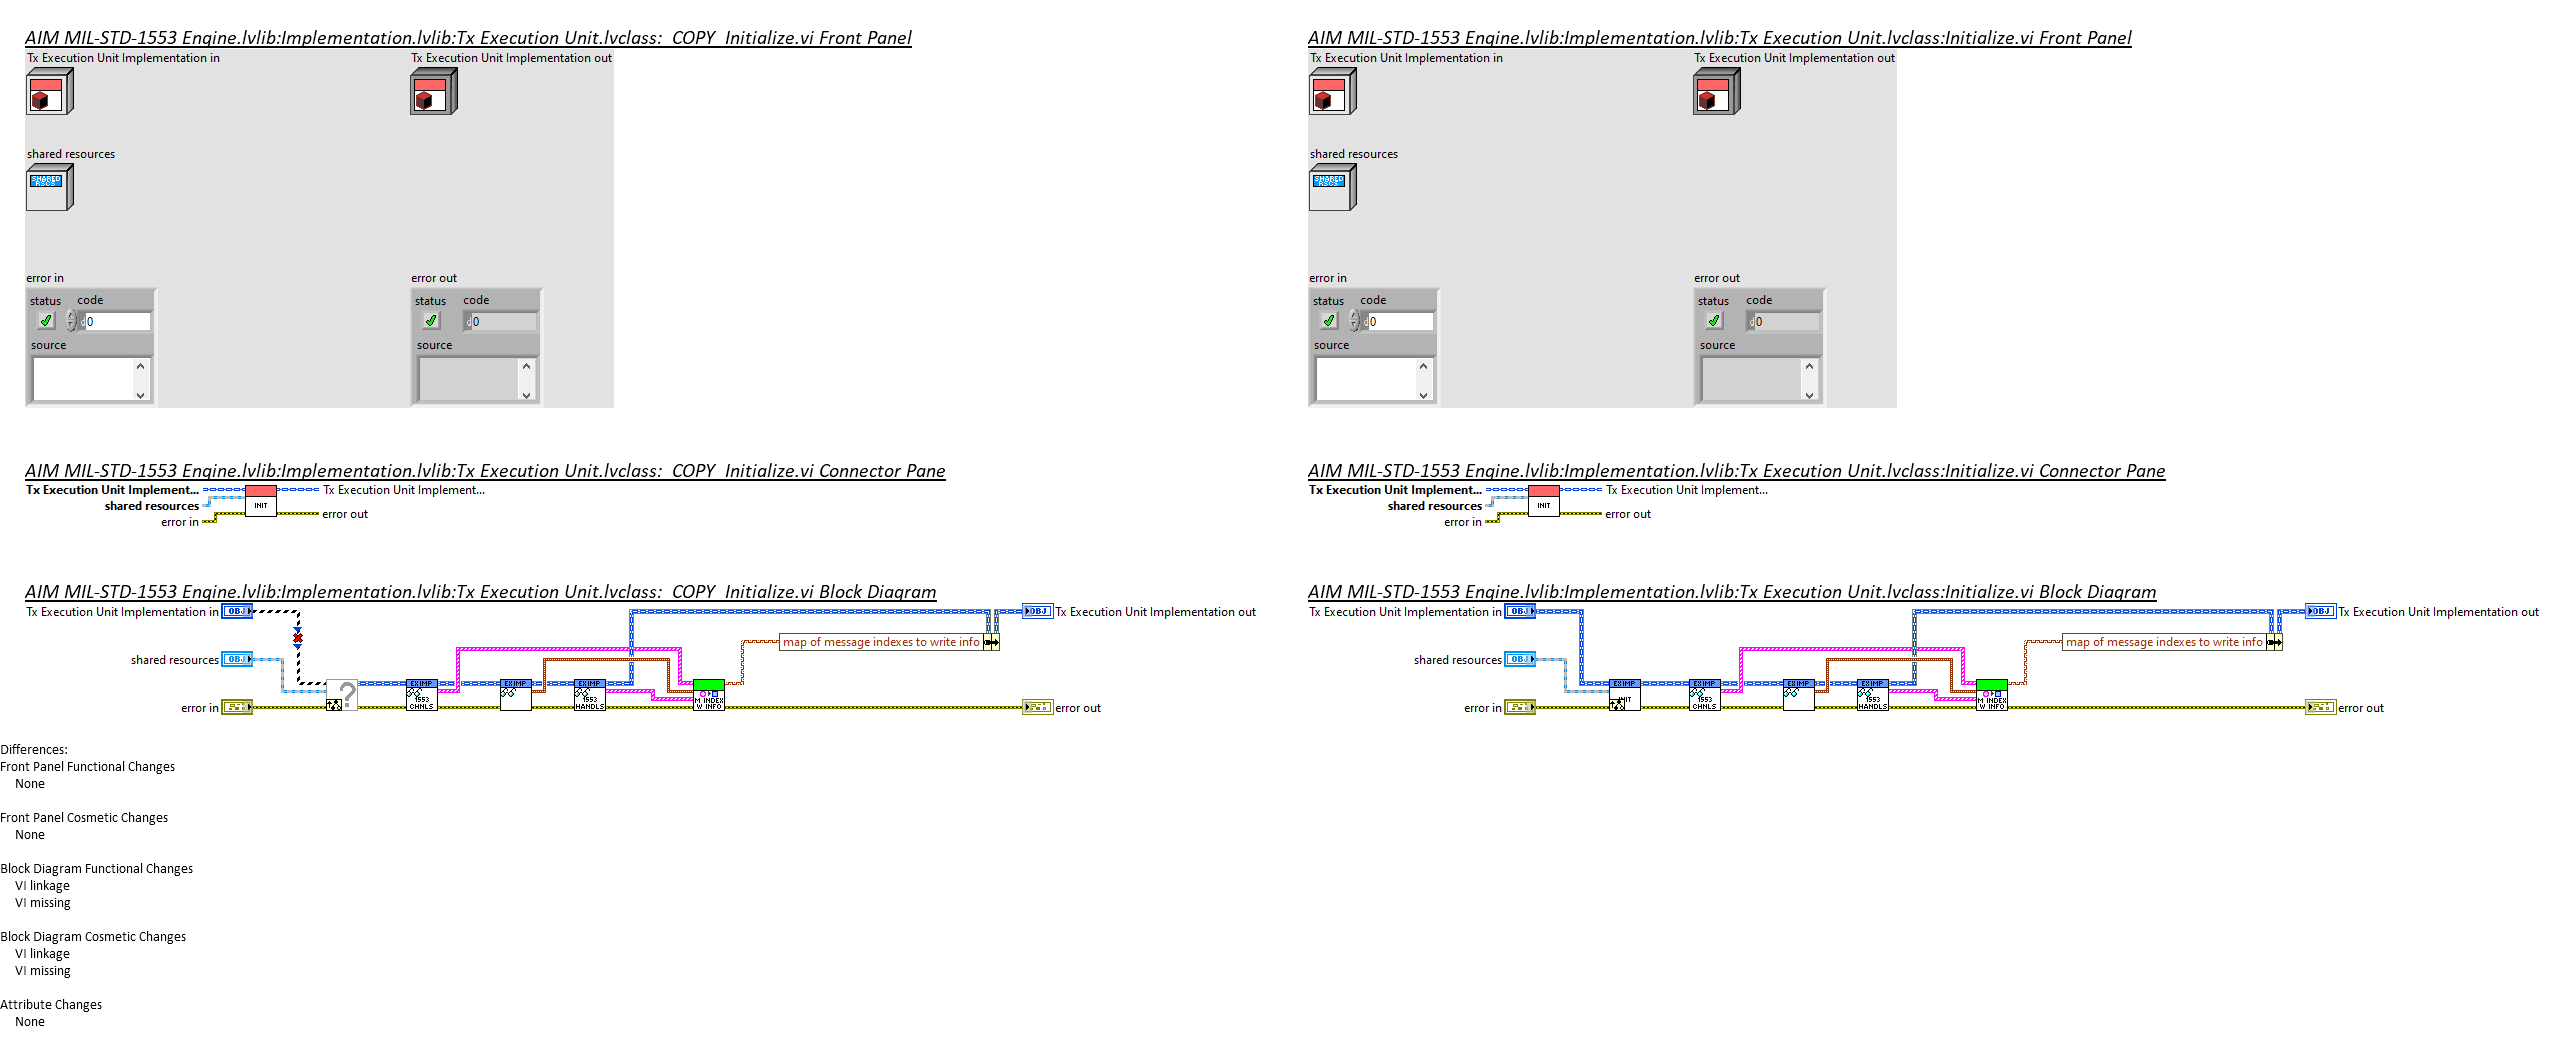 AIM MIL-STD-1553 Engine.lvlib:Implementation.lvlib:Tx Execution Unit.lvclass:_COPY_Initialize.vi Front Panel
Tx Execution Unit Implementation in
Tx Execution Unit Implementation out
shared resources
SHARED
RSCS
error in
error out
status code
0
source
status code
0
source
AIM MIL-STD-1553 Engine.lvlib:Implementation.lvlib:Tx Execution Unit.lvclass:_COPY_Initialize.vi Connector Pane
Tx Execution Unit Implement...
Tx Execution Unit Implement...
shared resources
INIT
error in
error out
AIM MIL-STD-1553 Engine.lvlib:Implementation.lvlib:Tx Execution Unit.lvclass:_COPY_Initialize.vi Block Diagram
Tx Execution Unit Implementation in
OBJ
OBJ
Tx Execution Unit Implementation out
map of message indexes to write info
shared resources
OBJ
?
EXIMP
1553
CHNLS
EXIMP
EXIMP
1553
HANDLS
M INDEX
W INFO
error in
error out
Differences:
Front Panel Functional Changes
None
Front Panel Cosmetic Changes
None
Block Diagram Functional Changes
VI linkage
VI missing
Block Diagram Cosmetic Changes
VI linkage
VI missing
Attribute Changes
None
AIM MIL-STD-1553 Engine.lvlib:Implementation.lvlib:Tx Execution Unit.lvclass:Initialize.vi Front Panel
Tx Execution Unit Implementation in
Tx Execution Unit Implementation out
shared resources
SHARED
RSCS
error in
error out
status code
0
source
status code
0
source
AIM MIL-STD-1553 Engine.lvlib:Implementation.lvlib:Tx Execution Unit.lvclass:Initialize.vi Connector Pane
Tx Execution Unit Implement...
Tx Execution Unit Implement...
shared resources
INIT
error in
error out
AIM MIL-STD-1553 Engine.lvlib:Implementation.lvlib:Tx Execution Unit.lvclass:Initialize.vi Block Diagram
Tx Execution Unit Implementation in
OBJ
OBJ
Tx Execution Unit Implementation out
map of message indexes to write info
shared resources
OBJ
EXIMP
EXIMP
1553
CHNLS
EXIMP
EXIMP
1553
HANDLS
M INDEX
W INFO
error in
error out